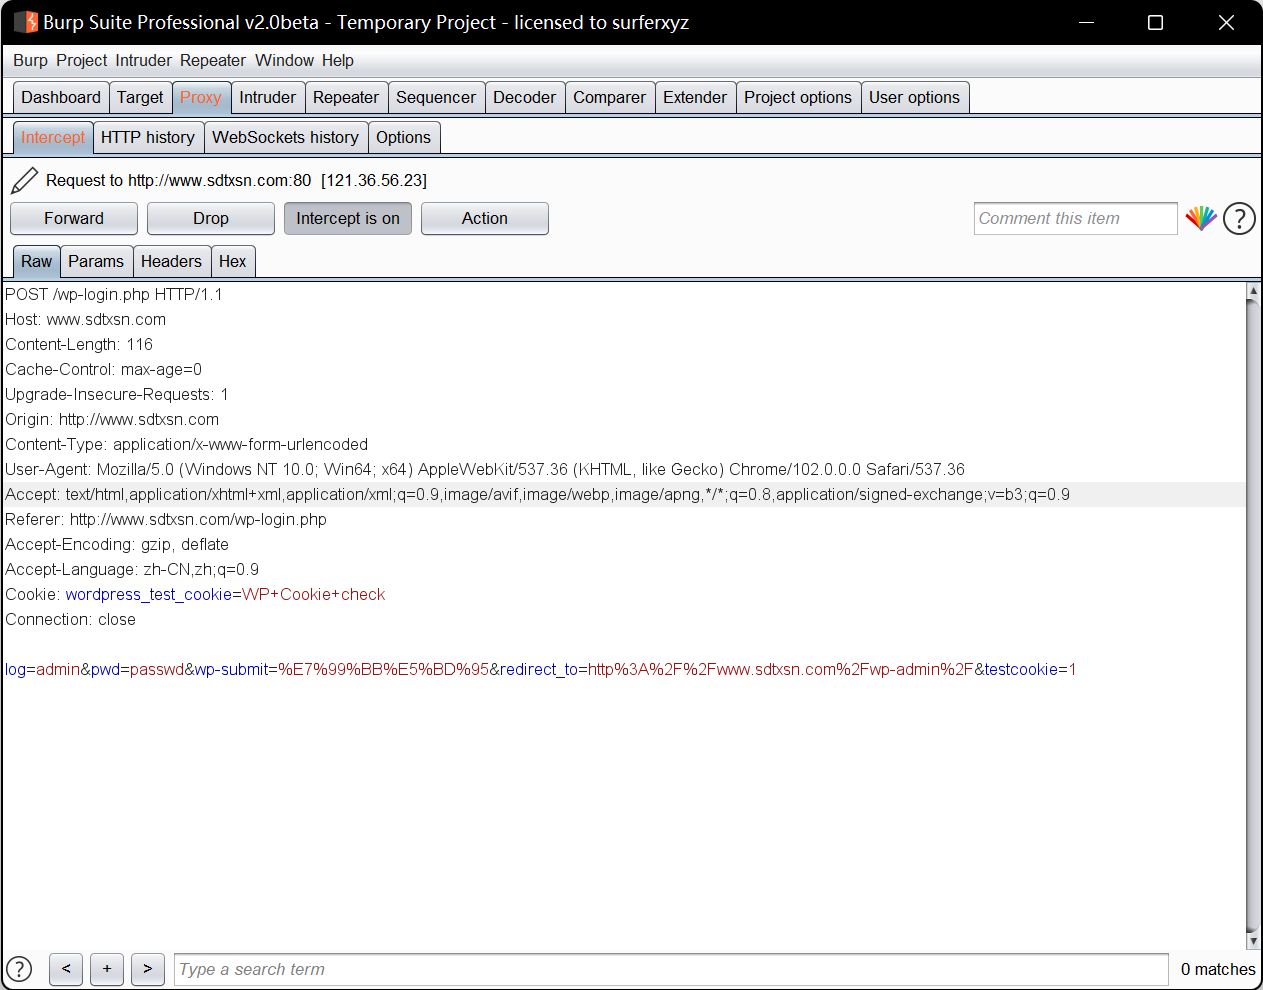 Burp Suite Professional v2.0beta - Temporary Project - licensed to surferxyz
Burp Project Intruder Repeater Window Help
Dashboard Target Proxy Intruder Repeater Sequencer Decoder Comparer Extender Project options User options
Intercept HTTP history WebSockets history Options
Request to http://www.sdtxsn.com:80 [121.36.56.23]
Forward Drop Intercept is on Action Comment this item ?
Raw Params Headers Hex
POST /wp-login.php HTTP/1.1
Host: www.sdtxsn.com
Content-Length: 116
Cache-Control: max-age=0
Upgrade-Insecure-Requests: 1
Origin: http://www.sdtxsn.com
Content-Type: application/x-www-form-urlencoded
User-Agent: Mozilla/5.0 (Windows NT 10.0; Win64; x64) AppleWebKit/537.36 (KHTML, like Gecko) Chrome/102.0.0.0 Safari/537.36
Accept: text/html,application/xhtml+xml,application/xml;q=0.9,image/avif,image/webp,image/apng,*/*;q=0.8,application/signed-exchange;v=b3;q=0.9
Referer: http://www.sdtxsn.com/wp-login.php
Accept-Encoding: gzip, deflate
Accept-Language: zh-CN,zh;q=0.9
Cookie: wordpress_test_cookie=WP+Cookie+check
Connection: close
log=admin&pwd=passwd&wp-submit=%E7%99%BB%E5%BD%95&redirect_to=http%3A%2F%2Fwww.sdtxsn.com%2Fwp-admin%2F&testcookie=1
? < + > Type a search term 0 matches